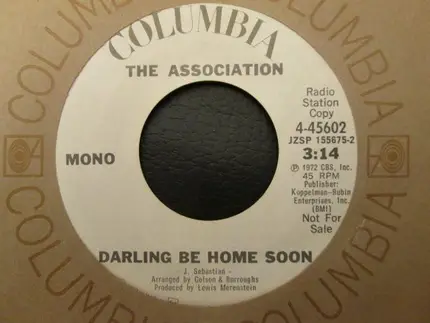 COLUMBIA
THE ASSOCIATION
Radio
Station
Copy
4-45602
JZSP 155675-2
MONO
3:14
Ⓟ 1972 CBS, Inc.
45 RPM
Publisher:
Koppelman-Rubin
Enterprises, Inc.
(BMI)
Not For
Sale
DARLING BE HOME SOON
J. Sebastian -
Arranged by Golson & Burroughs
Produced by Lewis Merenstein
COLUMBIA
COLUMBIA
COLUMBIA
COLUMBIA